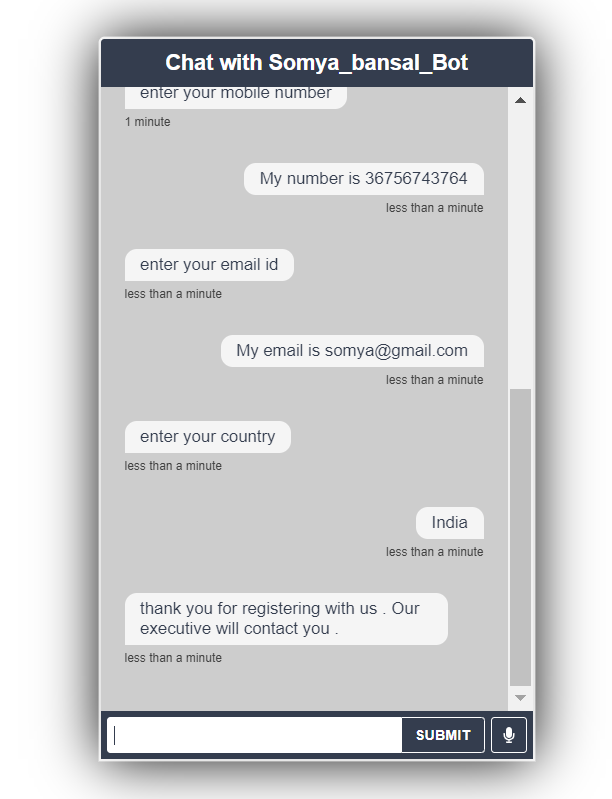 Chat with Somya_bansal_Bot
enter your mobile number
1 minute
My number is 36756743764
less than a minute
enter your email id
less than a minute
My email is somya@gmail.com
less than a minute
enter your country
less than a minute
India
less than a minute
thank you for registering with us . Our
executive will contact you .
less than a minute
SUBMIT